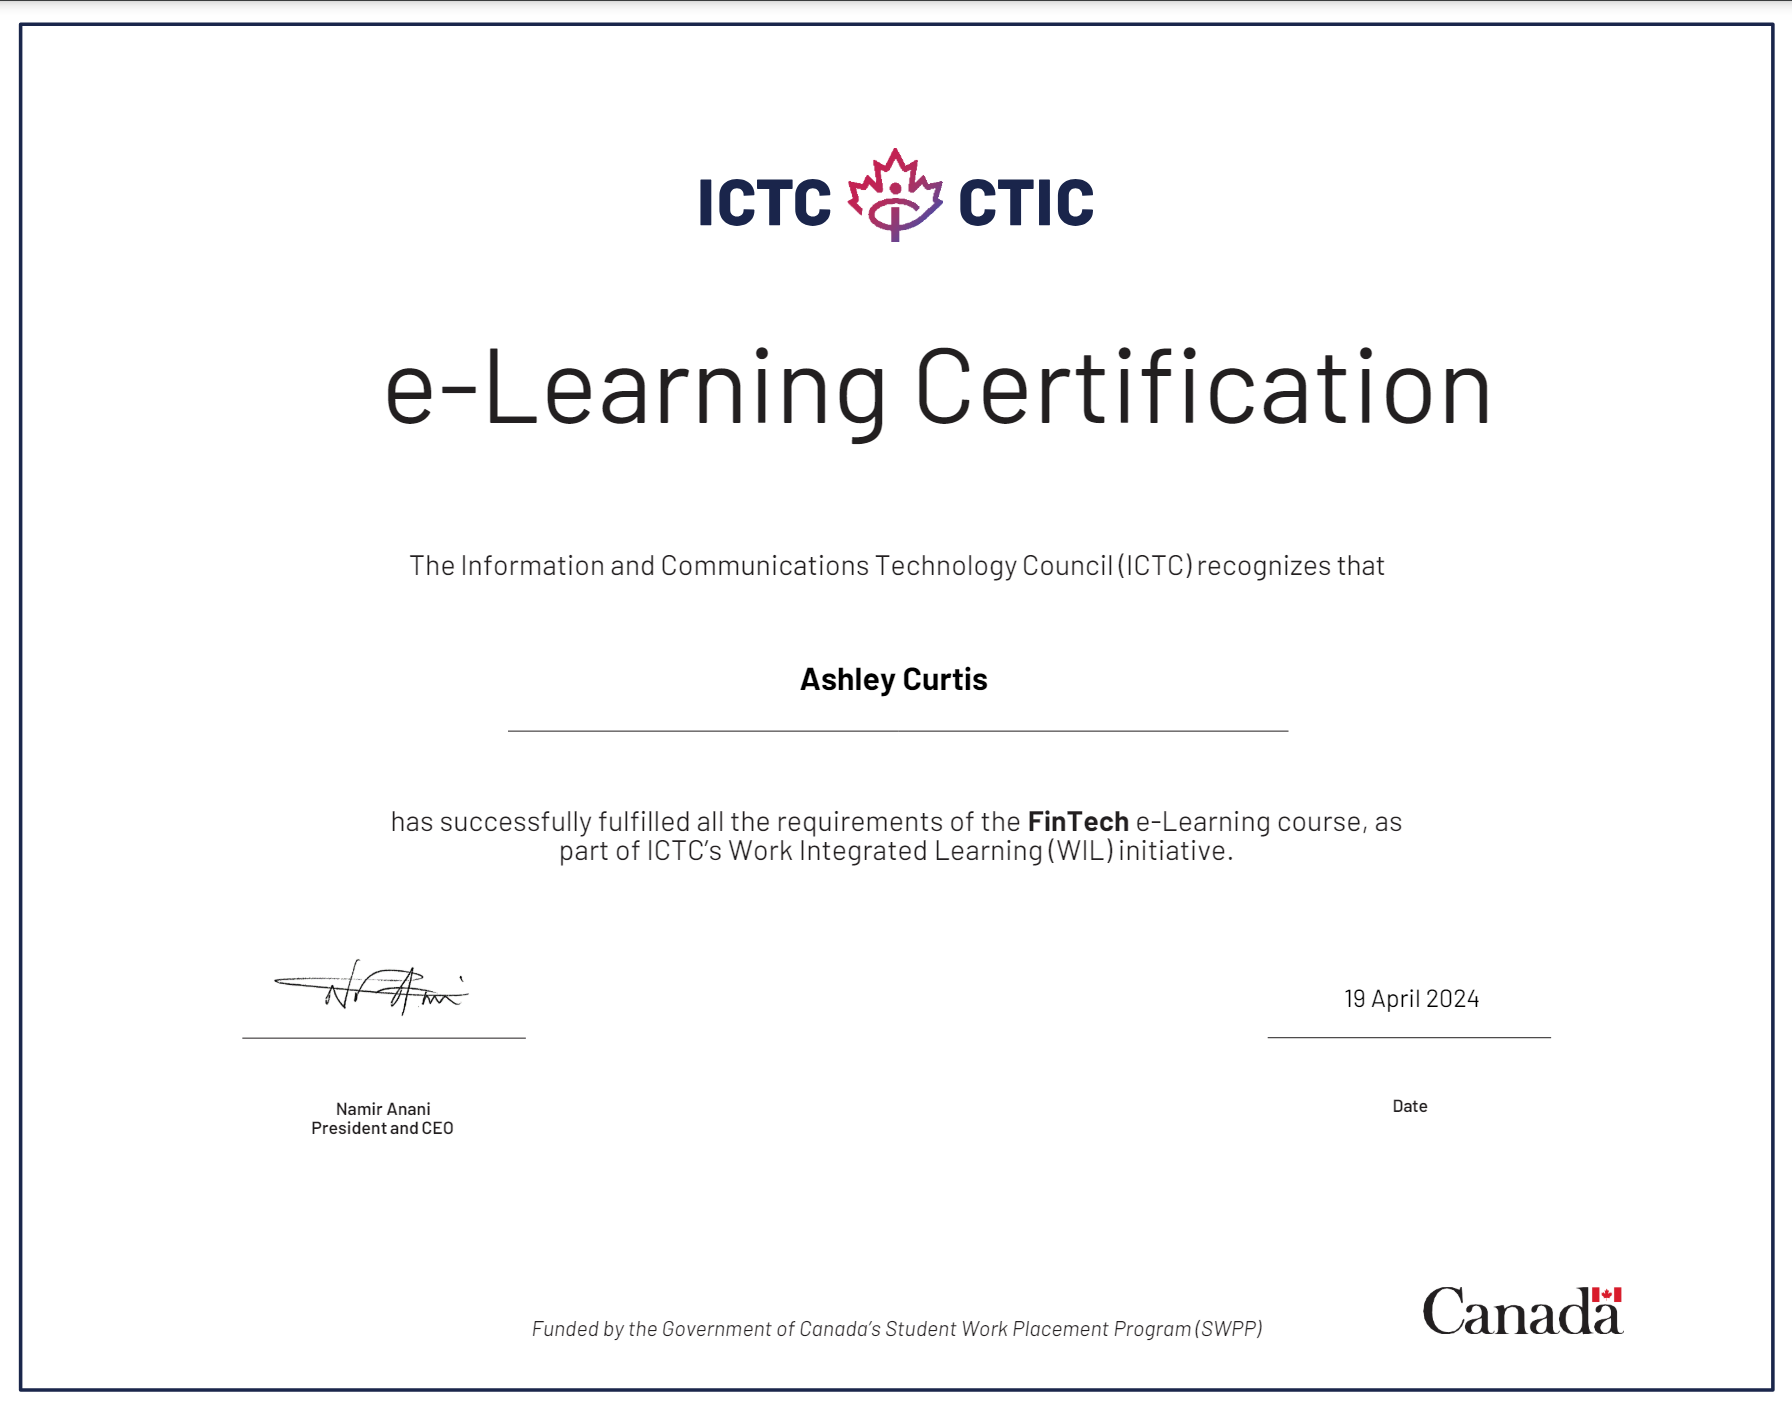 ICTC CTIC
e-Learning Certification
The Information and Communications Technology Council (ICTC) recognizes that
Ashley Curtis
has successfully fulfilled all the requirements of the FinTech e-Learning course, as
part of ICTC’s Work Integrated Learning (WIL) initiative.
19 April 2024
Namir Anani
President and CEO
Date
Funded by the Government of Canada’s Student Work Placement Program (SWPP)
Canada